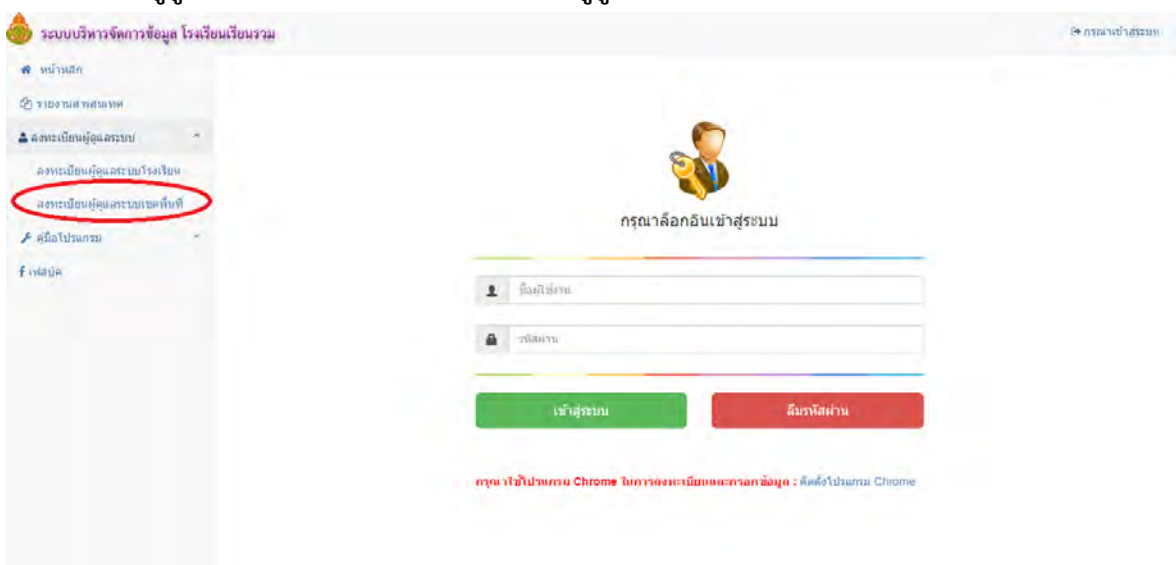 ระบบบริหารจัดการข้อมูล โรงเรียนเรียนรวม
กรุณาเข้าสู่ระบบ
หน้าหลัก
รายงานสารสนเทศ
ลงทะเบียนผู้ดูแลระบบ
ลงทะเบียนผู้ดูแลระบบโรงเรียน
ลงทะเบียนผู้ดูแลระบบเขตพื้นที่
คู่มือโปรแกรม
เฟสบุ๊ค
กรุณาล็อกอินเข้าสู่ระบบ
ชื่อผู้ใช้งาน
รหัสผ่าน
เข้าสู่ระบบ
ลืมรหัสผ่าน
กรุณาใช้โปรแกรม Chrome ในการลงทะเบียนและกรอกข้อมูล : ติดตั้งโปรแกรม Chrome